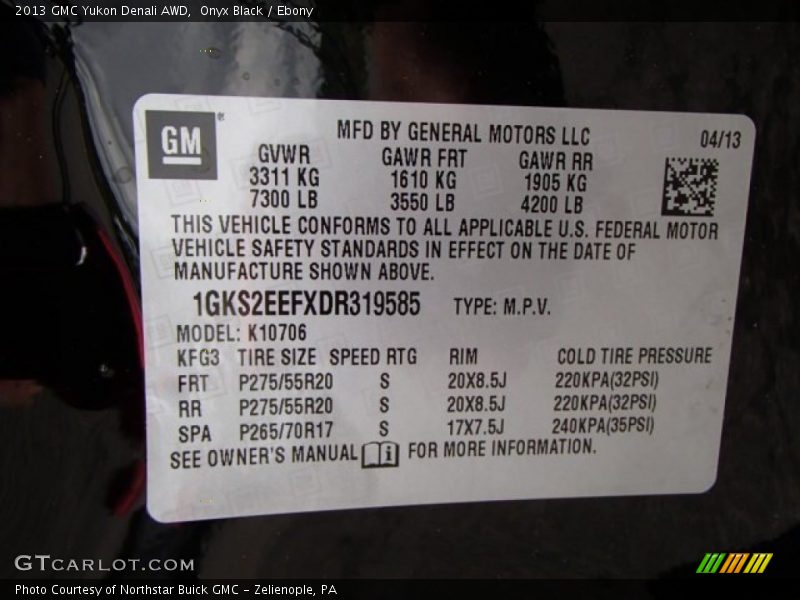 2013 GMC Yukon Denali AWD, Onyx Black / Ebony
GM
MFD BY GENERAL MOTORS LLC 04/13
GVWR GAWR FRT GAWR RR
3311 KG 1610 KG 1905 KG
7300 LB 3550 LB 4200 LB
THIS VEHICLE CONFORMS TO ALL APPLICABLE U.S. FEDERAL MOTOR
VEHICLE SAFETY STANDARDS IN EFFECT ON THE DATE OF
MANUFACTURE SHOWN ABOVE.
1GKS2EEFXDR319585 TYPE: M.P.V.
MODEL: K10706
KFG3 TIRE SIZE SPEED RTG RIM COLD TIRE PRESSURE
FRT P275/55R20 S 20X8.5J 220KPA(32PSI)
RR P275/55R20 S 20X8.5J 220KPA(32PSI)
SPA P265/70R17 S 17X7.5J 240KPA(35PSI)
SEE OWNER'S MANUAL i FOR MORE INFORMATION.
GTCARLOT.COM
Photo Courtesy of Northstar Buick GMC - Zelienople, PA